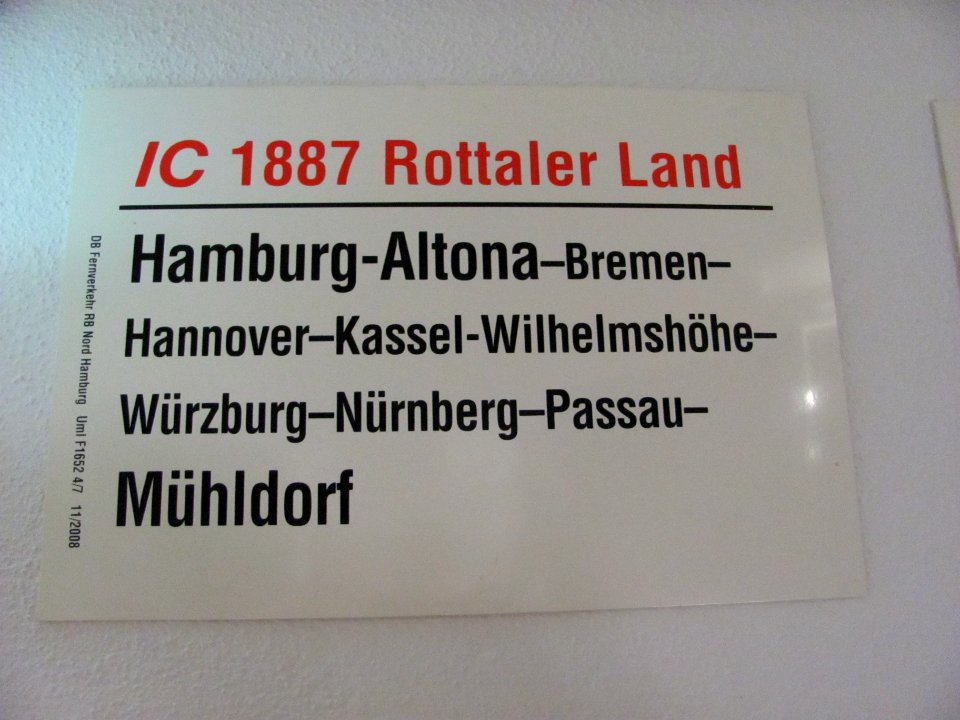 IC 1887 Rottaler Land
Hamburg-Altona–Bremen–
Hannover–Kassel-Wilhelmshöhe–
Würzburg–Nürnberg–Passau–
Mühldorf
DB Fernverkehr RB Nord Hamburg Uml F1652 4/7 11/2008